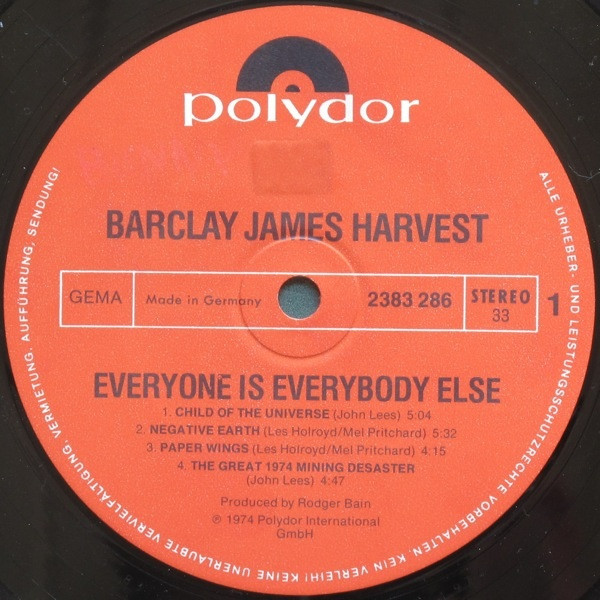 polydor
BARCLAY JAMES HARVEST
GEMA
Made in Germany
2383 286
STEREO
33
1
EVERYONE IS EVERYBODY ELSE
1. CHILD OF THE UNIVERSE (John Lees) 5:04
2. NEGATIVE EARTH (Les Holroyd/Mel Pritchard) 5:32
3. PAPER WINGS (Les Holroyd/Mel Pritchard) 4:15
4. THE GREAT 1974 MINING DESASTER
(John Lees) 4:47
Produced by Rodger Bain
℗ 1974 Polydor International
GmbH
ALLE URHEBER- UND LEISTUNGSSCHUTZRECHTE VORBEHALTEN KEIN VERLEIH! KEINE UNERLAUBTE VERVIELFÄLTIGUNG, VERMIETUNG, AUFFÜHRUNG, SENDUNG!